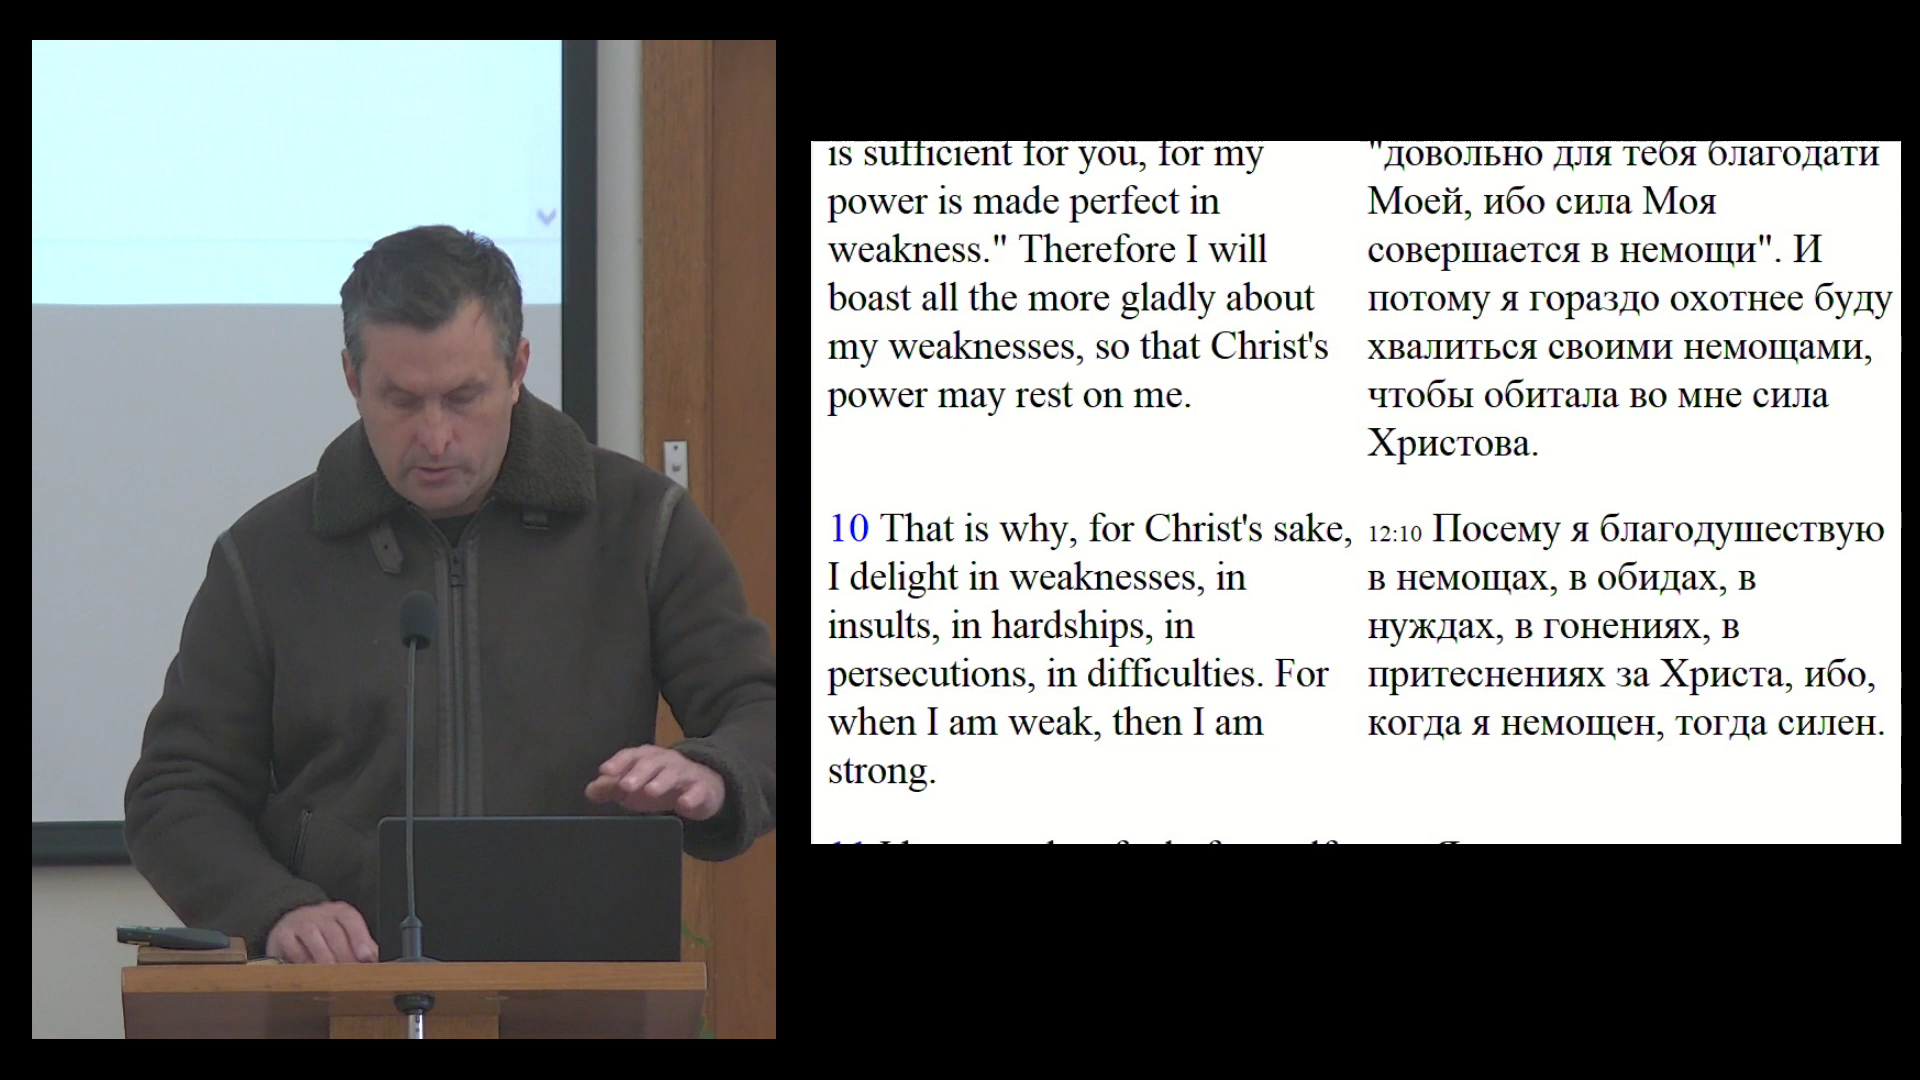 is sufficient for you, for my
power is made perfect in
weakness." Therefore I will
boast all the more gladly about
my weaknesses, so that Christ's
power may rest on me.
10 That is why, for Christ's sake,
I delight in weaknesses, in
insults, in hardships, in
persecutions, in difficulties. For
when I am weak, then I am
strong.
"довольно для тебя благодати
Моей, ибо сила Моя
совершается в немощи". И
потому я гораздо охотнее буду
хвалиться своими немощами,
чтобы обитала во мне сила
Христова.
12:10 Посему я благодушествую
в немощах, в обидах, в
нуждах, в гонениях, в
притеснениях за Христа, ибо,
когда я немощен, тогда силен.